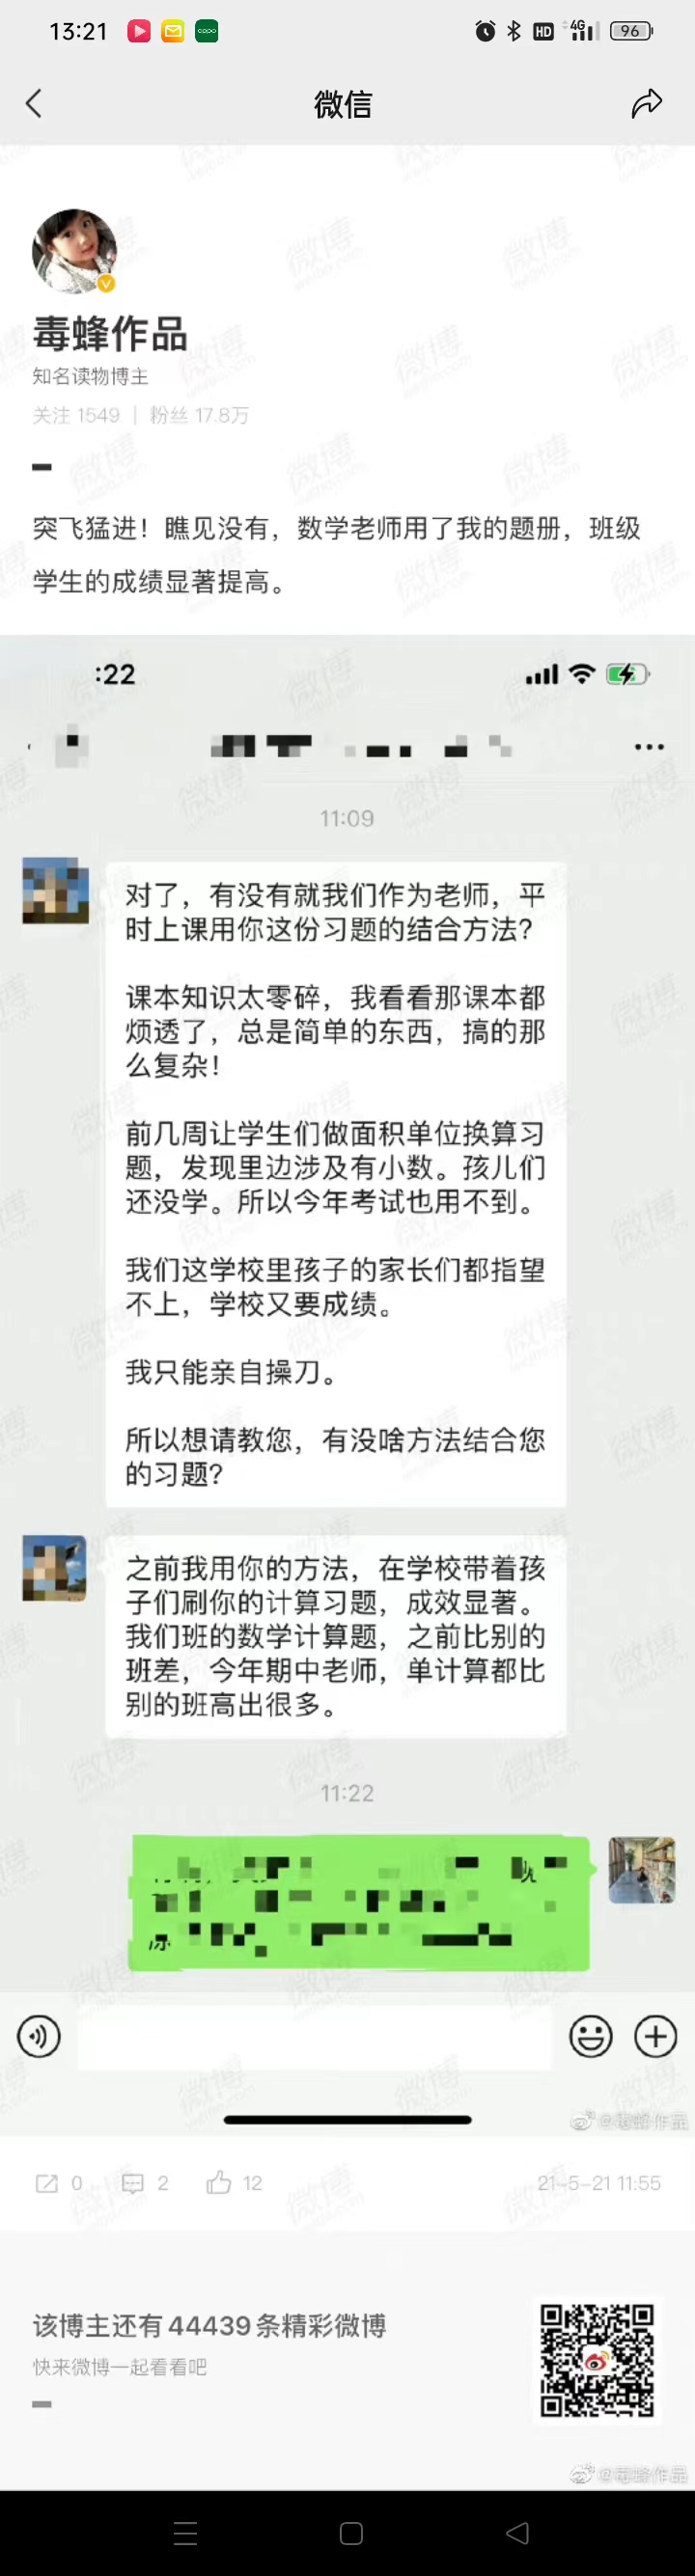 13:21
HD
4G
96
微信
毒蜂作品
知名读物博主
关注 1549 | 粉丝 17.8万
突飞猛进！瞧见没有，数学老师用了我的题册，班级
学生的成绩显著提高。
:22
11:09
对了，有没有就我们作为老师，平
时上课用你这份习题的结合方法？
课本知识太零碎，我看看那课本都
烦透了，总是简单的东西，搞的那
么复杂！
前几周让学生们做面积单位换算习
题，发现里边涉及有小数。孩儿们
还没学。所以今年考试也用不到。
我们这学校里孩子的家长们都指望
不上，学校又要成绩。
我只能亲自操刀。
所以想请教您，有没啥方法结合您
的习题？
之前我用你的方法，在学校带着孩
子们刷你的计算习题，成效显著。
我们班的数学计算题，之前比别的
班差，今年期中老师，单计算都比
别的班高出很多。
11:22
@毒蜂作品
0 2 12 21-5-21 11:55
该博主还有44439条精彩微博
快来微博一起看看吧
@毒蜂作品